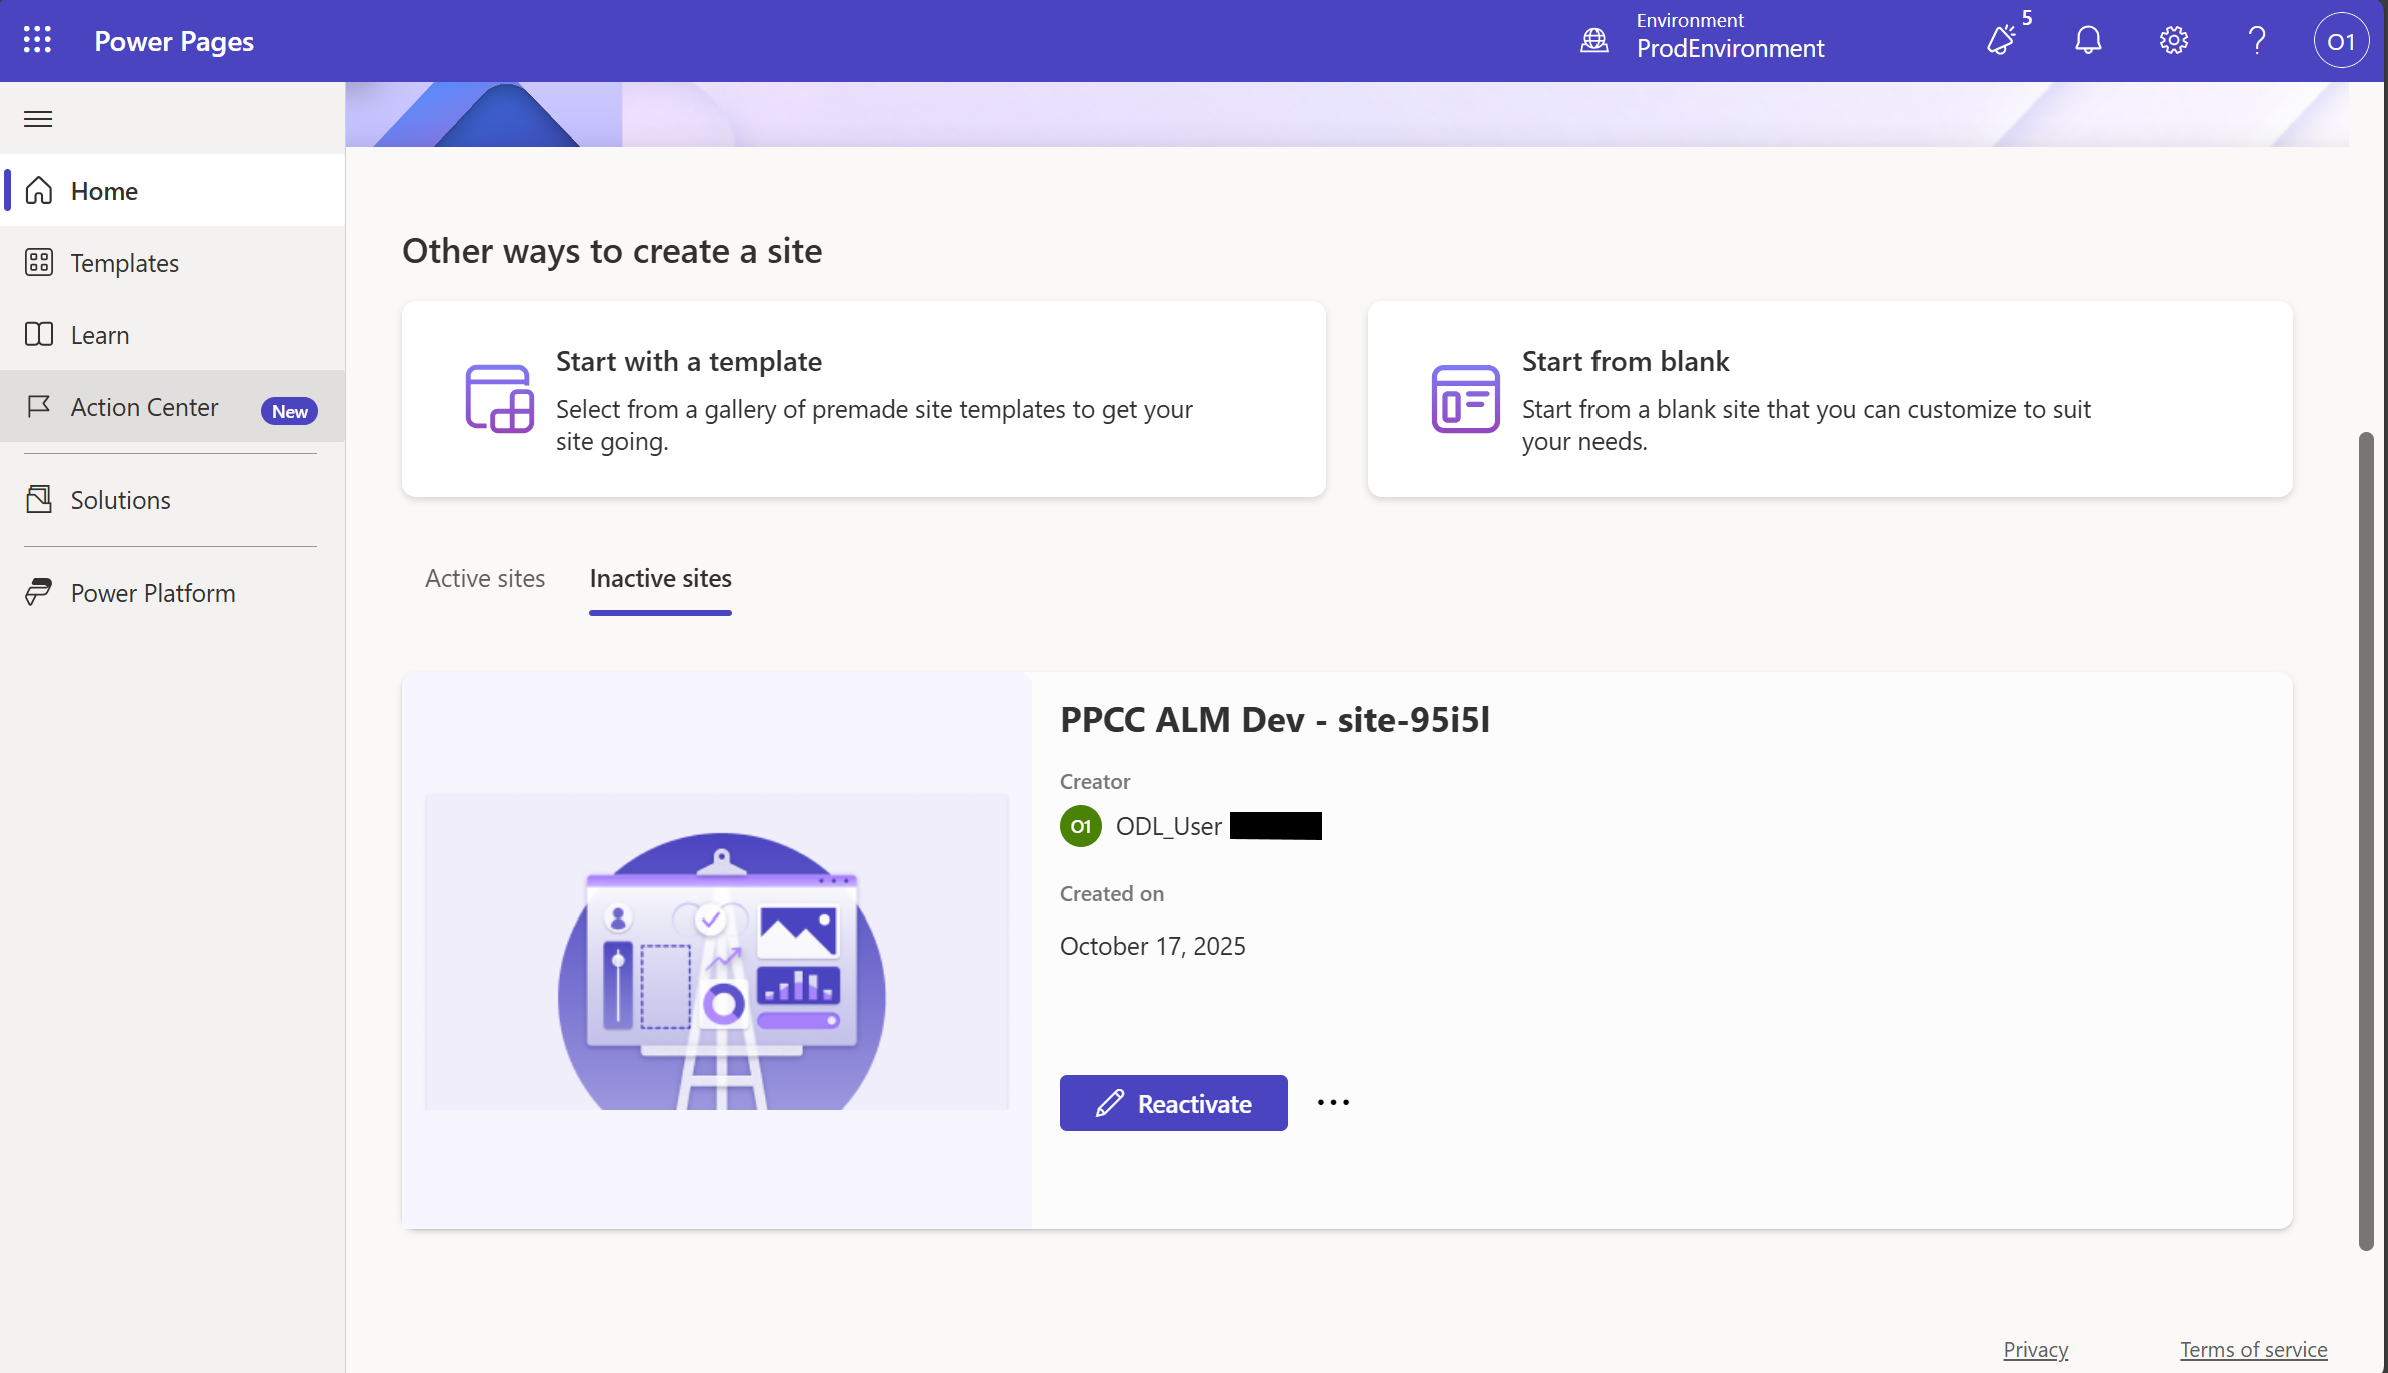 Power Pages
Environment
ProdEnvironment
5
O1
Home
Templates
Learn
Action Center
New
Solutions
Power Platform
Other ways to create a site
Start with a template
Select from a gallery of premade site templates to get your
site going.
Start from blank
Start from a blank site that you can customize to suit
your needs.
Active sites
Inactive sites
PPCC ALM Dev - site-95i5l
Creator
O1
ODL_User
Created on
October 17, 2025
Reactivate
Privacy
Terms of service